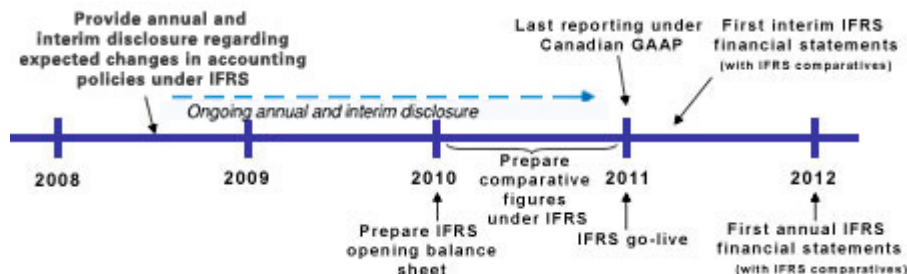 Provide annual and
interim disclosure regarding
expected changes in accounting
policies under IFRS
Last reporting under
Canadian GAAP
First interim IFRS
financial statements
(with IFRS comparatives)
Ongoing annual and interim disclosure
2008
2009
2010
2011
2012
Prepare
comparative
figures
under IFRS
Prepare IFRS
opening balance
sheet
IFRS go-live
First annual IFRS
financial statements
(with IFRS comparatives)